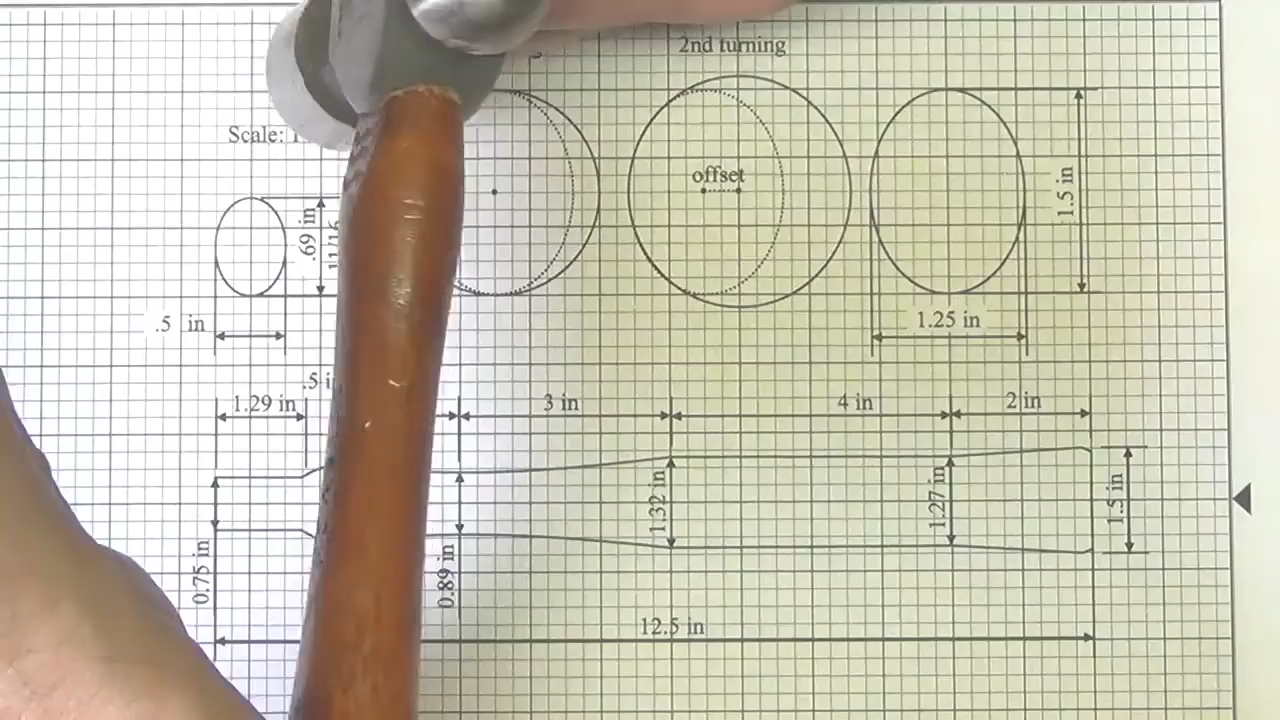 2nd turning
Scale:
offset
.69 in
11/16
1.5 in
.5 in
1.25 in
.5
1.29 in
3 in
4 in
2 in
1.32 in
1.27 in
1.5 in
0.75 in
0.89 in
12.5 in